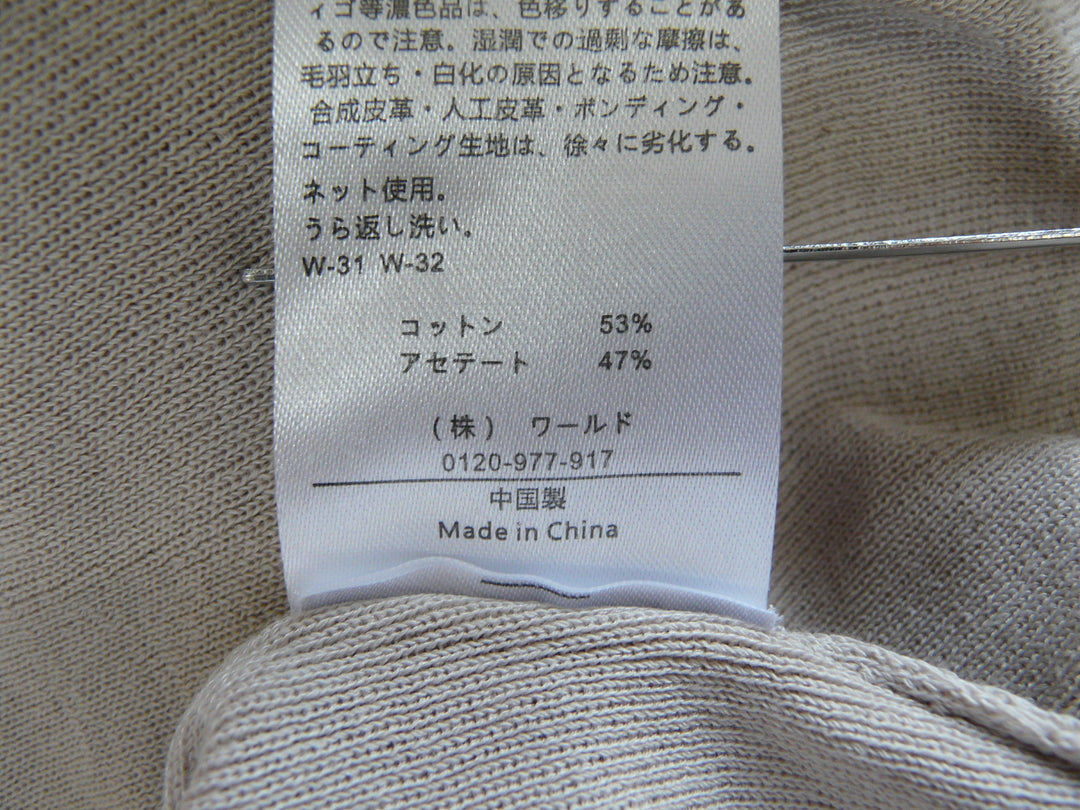 ィゴ等濃色品は、色移りすることがあ
るので注意。湿潤での過剰な摩擦は、
毛羽立ち・白化の原因となるため注意。
合成皮革・人工皮革・ボンディング・
コーティング生地は、徐々に劣化する。
ネット使用。
うら返し洗い。
W-31 W-32
コットン 53%
アセテート 47%
(株) ワールド
0120-977-917
中国製
Made in China